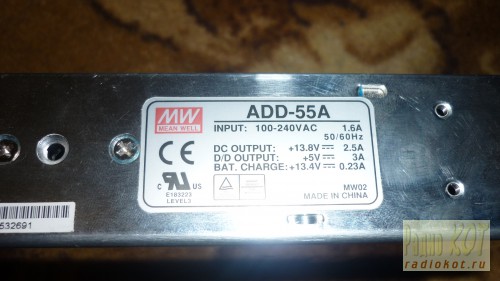 MW
MEAN WELL
ADD-55A
INPUT: 100-240VAC 1.6A
50/60Hz
DC OUTPUT: +13.8V 2.5A
D/D OUTPUT: +5V 3A
BAT. CHARGE: +13.4V 0.23A
CE
C UL US
E183223
LEVEL3
MW02
MADE IN CHINA
532691
Радио КОТ
radiokot.ru